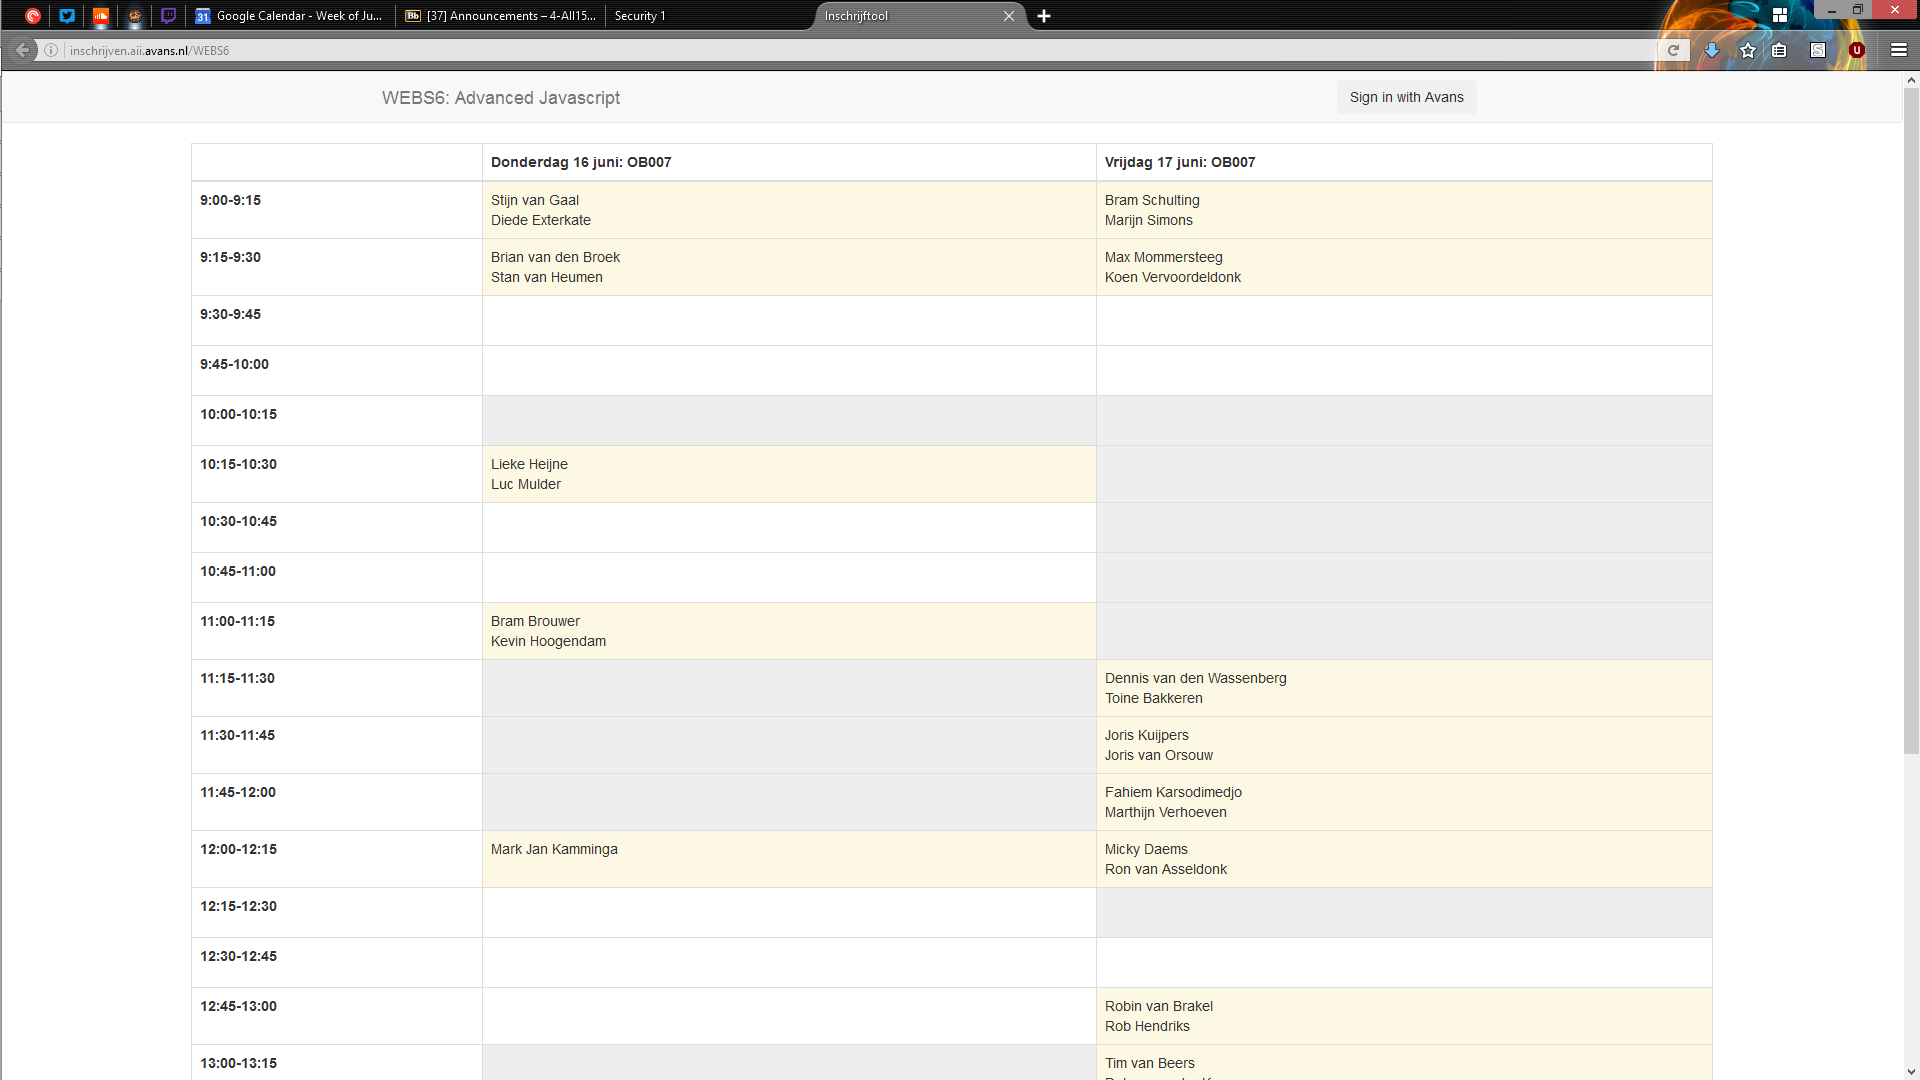 Google Calendar - Week of Ju...
[37] Announcements – 4-AII15...
Security 1
Inschrijftool
inschrijven.aii.avans.nl/WEBS6
WEBS6: Advanced Javascript
Sign in with Avans
Donderdag 16 juni: OB007
Vrijdag 17 juni: OB007
9:00-9:15
Stijn van Gaal
Diede Exterkate
Bram Schulting
Marijn Simons
9:15-9:30
Brian van den Broek
Stan van Heumen
Max Mommersteeg
Koen Vervoordeldonk
9:30-9:45
9:45-10:00
10:00-10:15
10:15-10:30
Lieke Heijne
Luc Mulder
10:30-10:45
10:45-11:00
11:00-11:15
Bram Brouwer
Kevin Hoogendam
11:15-11:30
Dennis van den Wassenberg
Toine Bakkeren
11:30-11:45
Joris Kuijpers
Joris van Orsouw
11:45-12:00
Fahiem Karsodimedjo
Marthijn Verhoeven
12:00-12:15
Mark Jan Kamminga
Micky Daems
Ron van Asseldonk
12:15-12:30
12:30-12:45
12:45-13:00
Robin van Brakel
Rob Hendriks
13:00-13:15
Tim van Beers